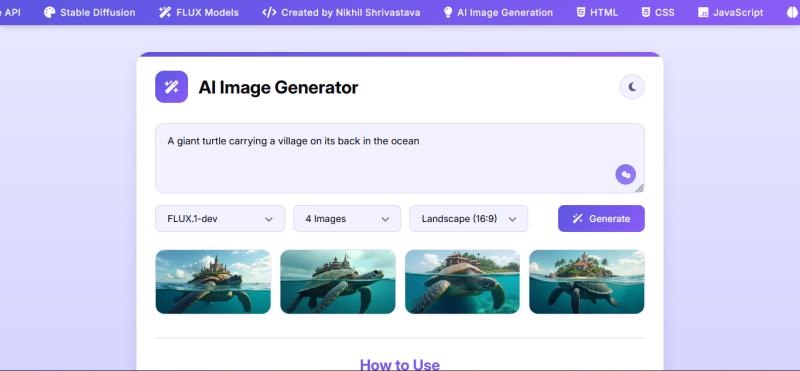 API Stable Diffusion FLUX Models Created by Nikhil Shrivastava AI Image Generation HTML CSS JavaScript
AI Image Generator
A giant turtle carrying a village on its back in the ocean
FLUX.1-dev 4 Images Landscape (16:9) Generate
How to Use